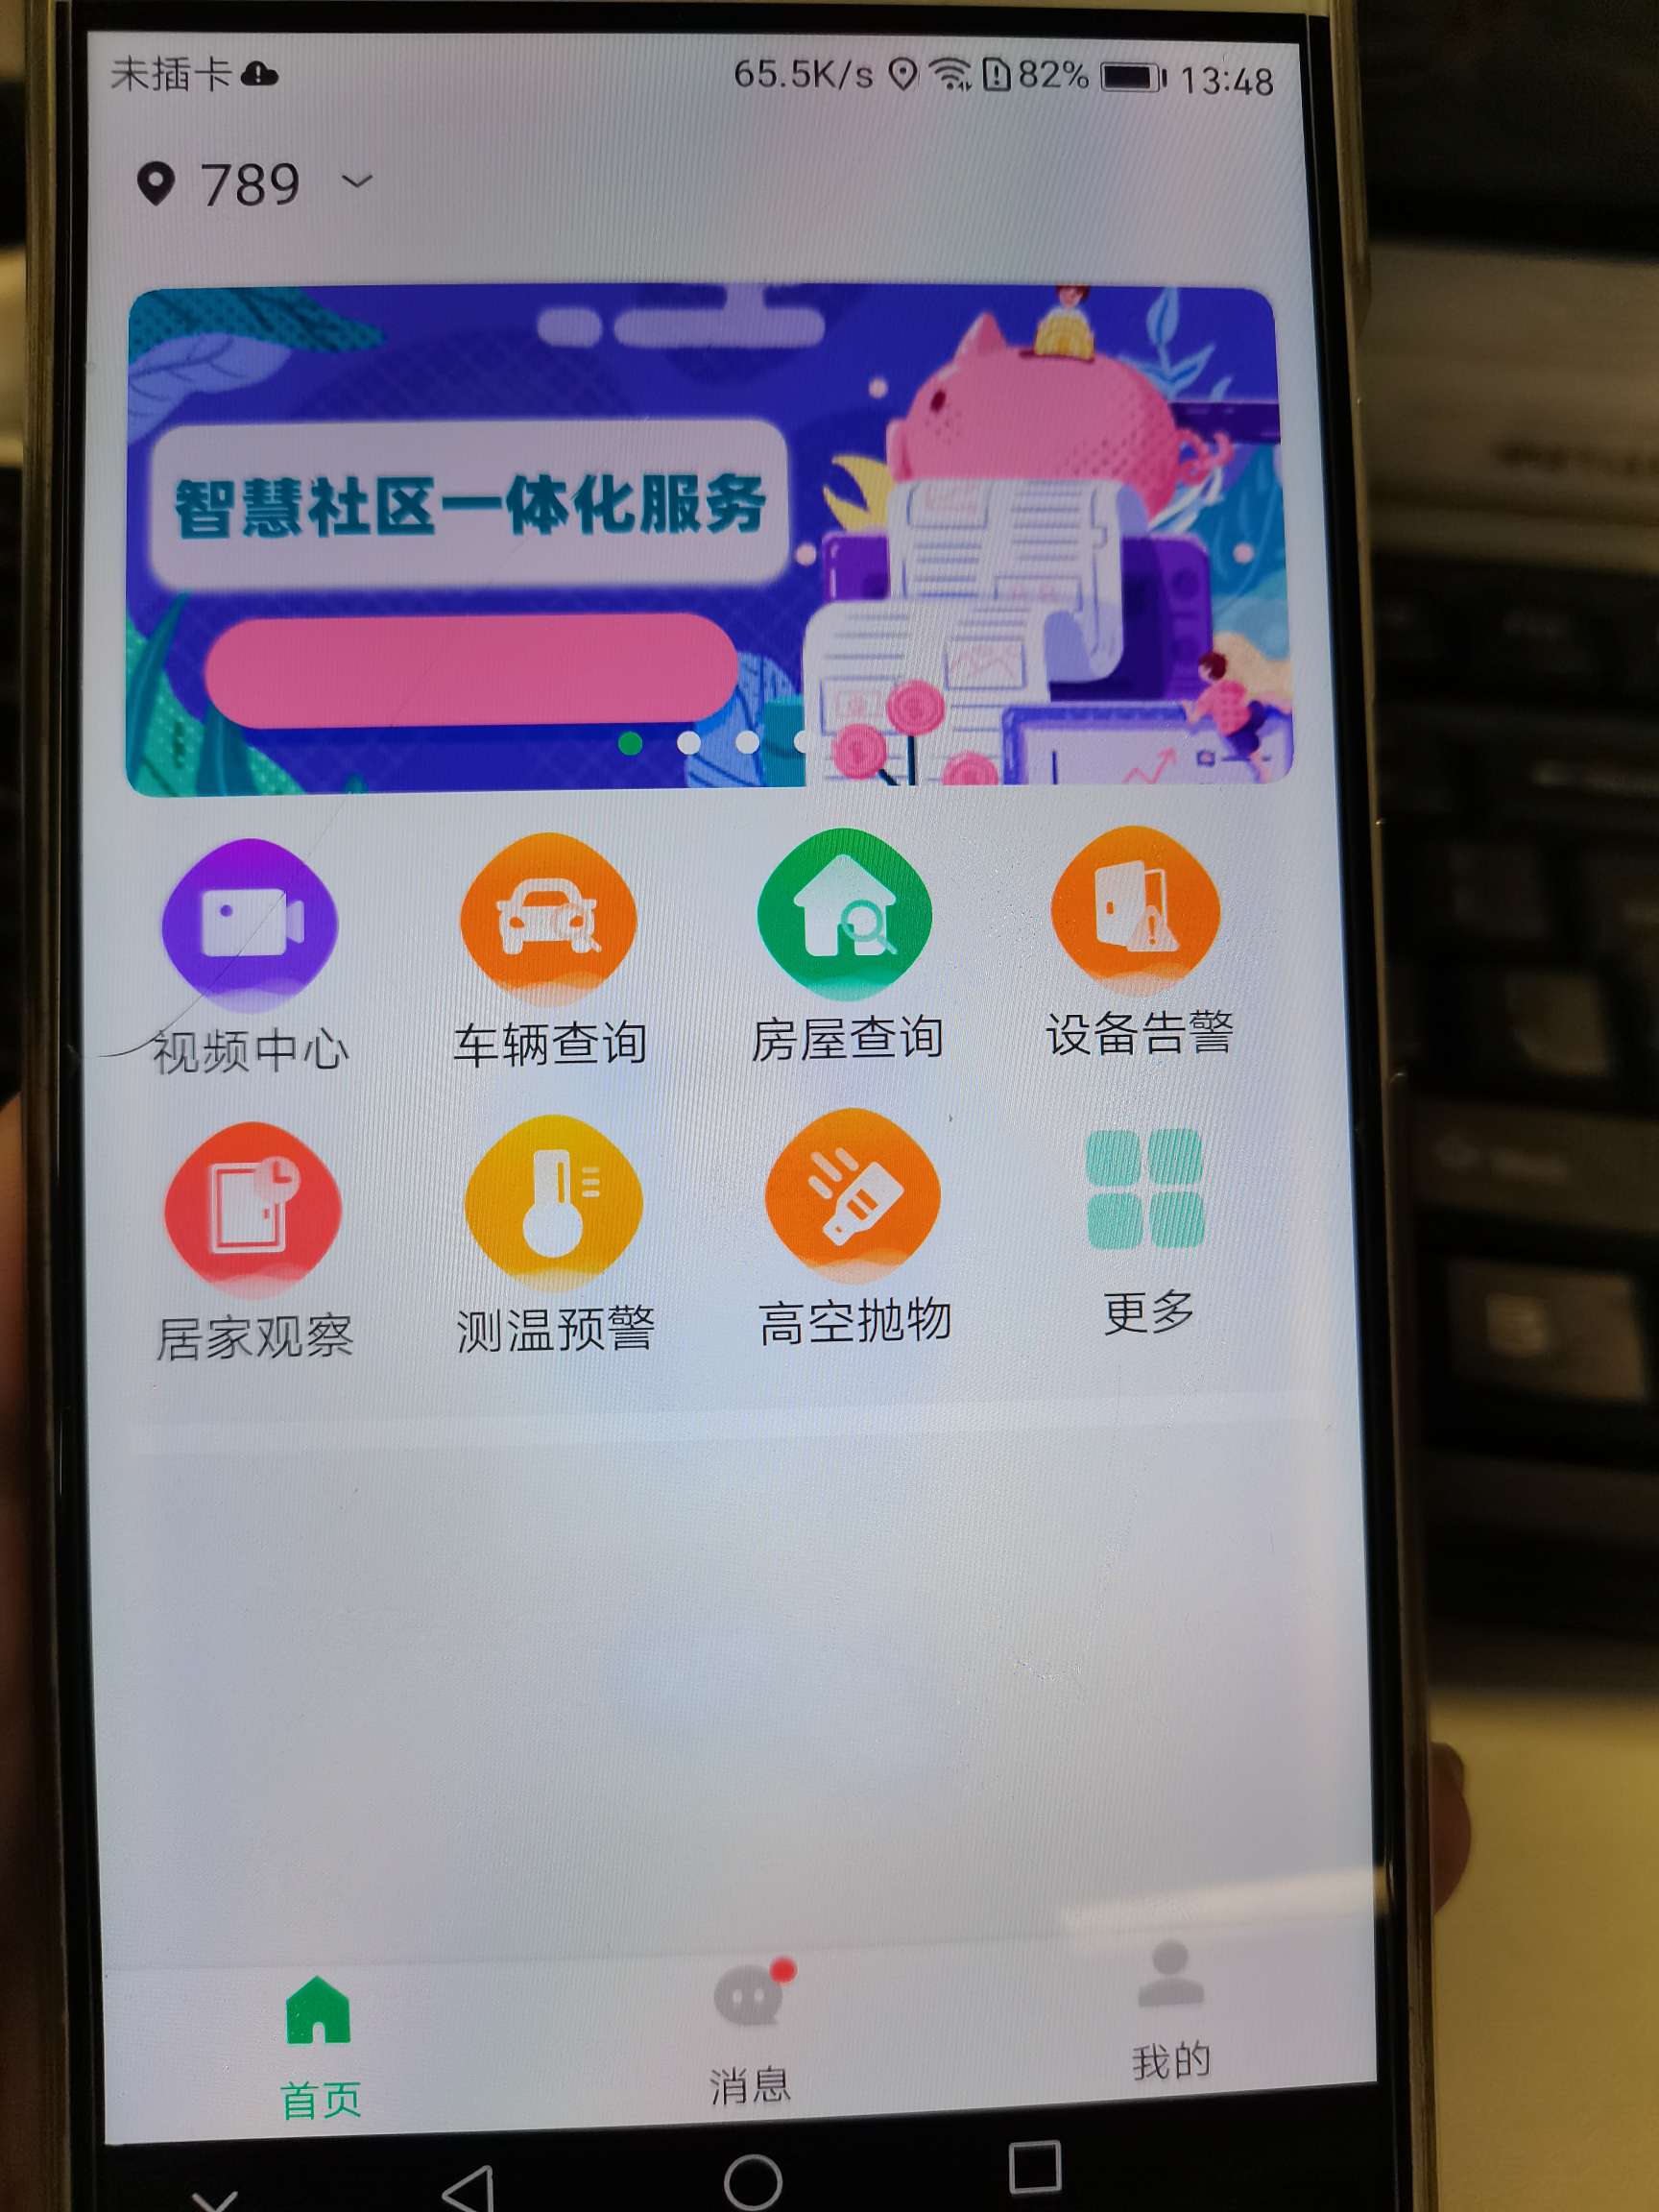 未插卡 65.5K/s 82% 13:48
789
智慧社区一体化服务
视频中心 车辆查询 房屋查询 设备告警
居家观察 测温预警 高空抛物 更多
首页 消息 我的